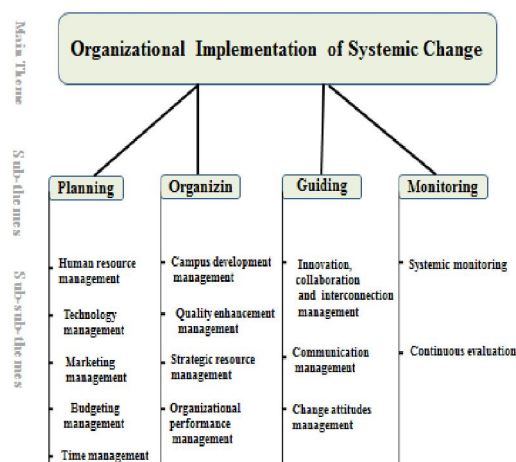 Main Theme
Organizational Implementation of Systemic Change
Sub-themes
Planning
Organizin
Guiding
Monitoring
Sub-sub-themes
Human resource
management
Technology
management
Marketing
management
Budgeting
management
Time management
Campus development
management
Quality enhancement
management
Strategic resource
management
Organizational
performance
management
Innovation,
collaboration
and interconnection
management
Communication
management
Change attitudes
management
Systemic monitoring
Continuous evaluation